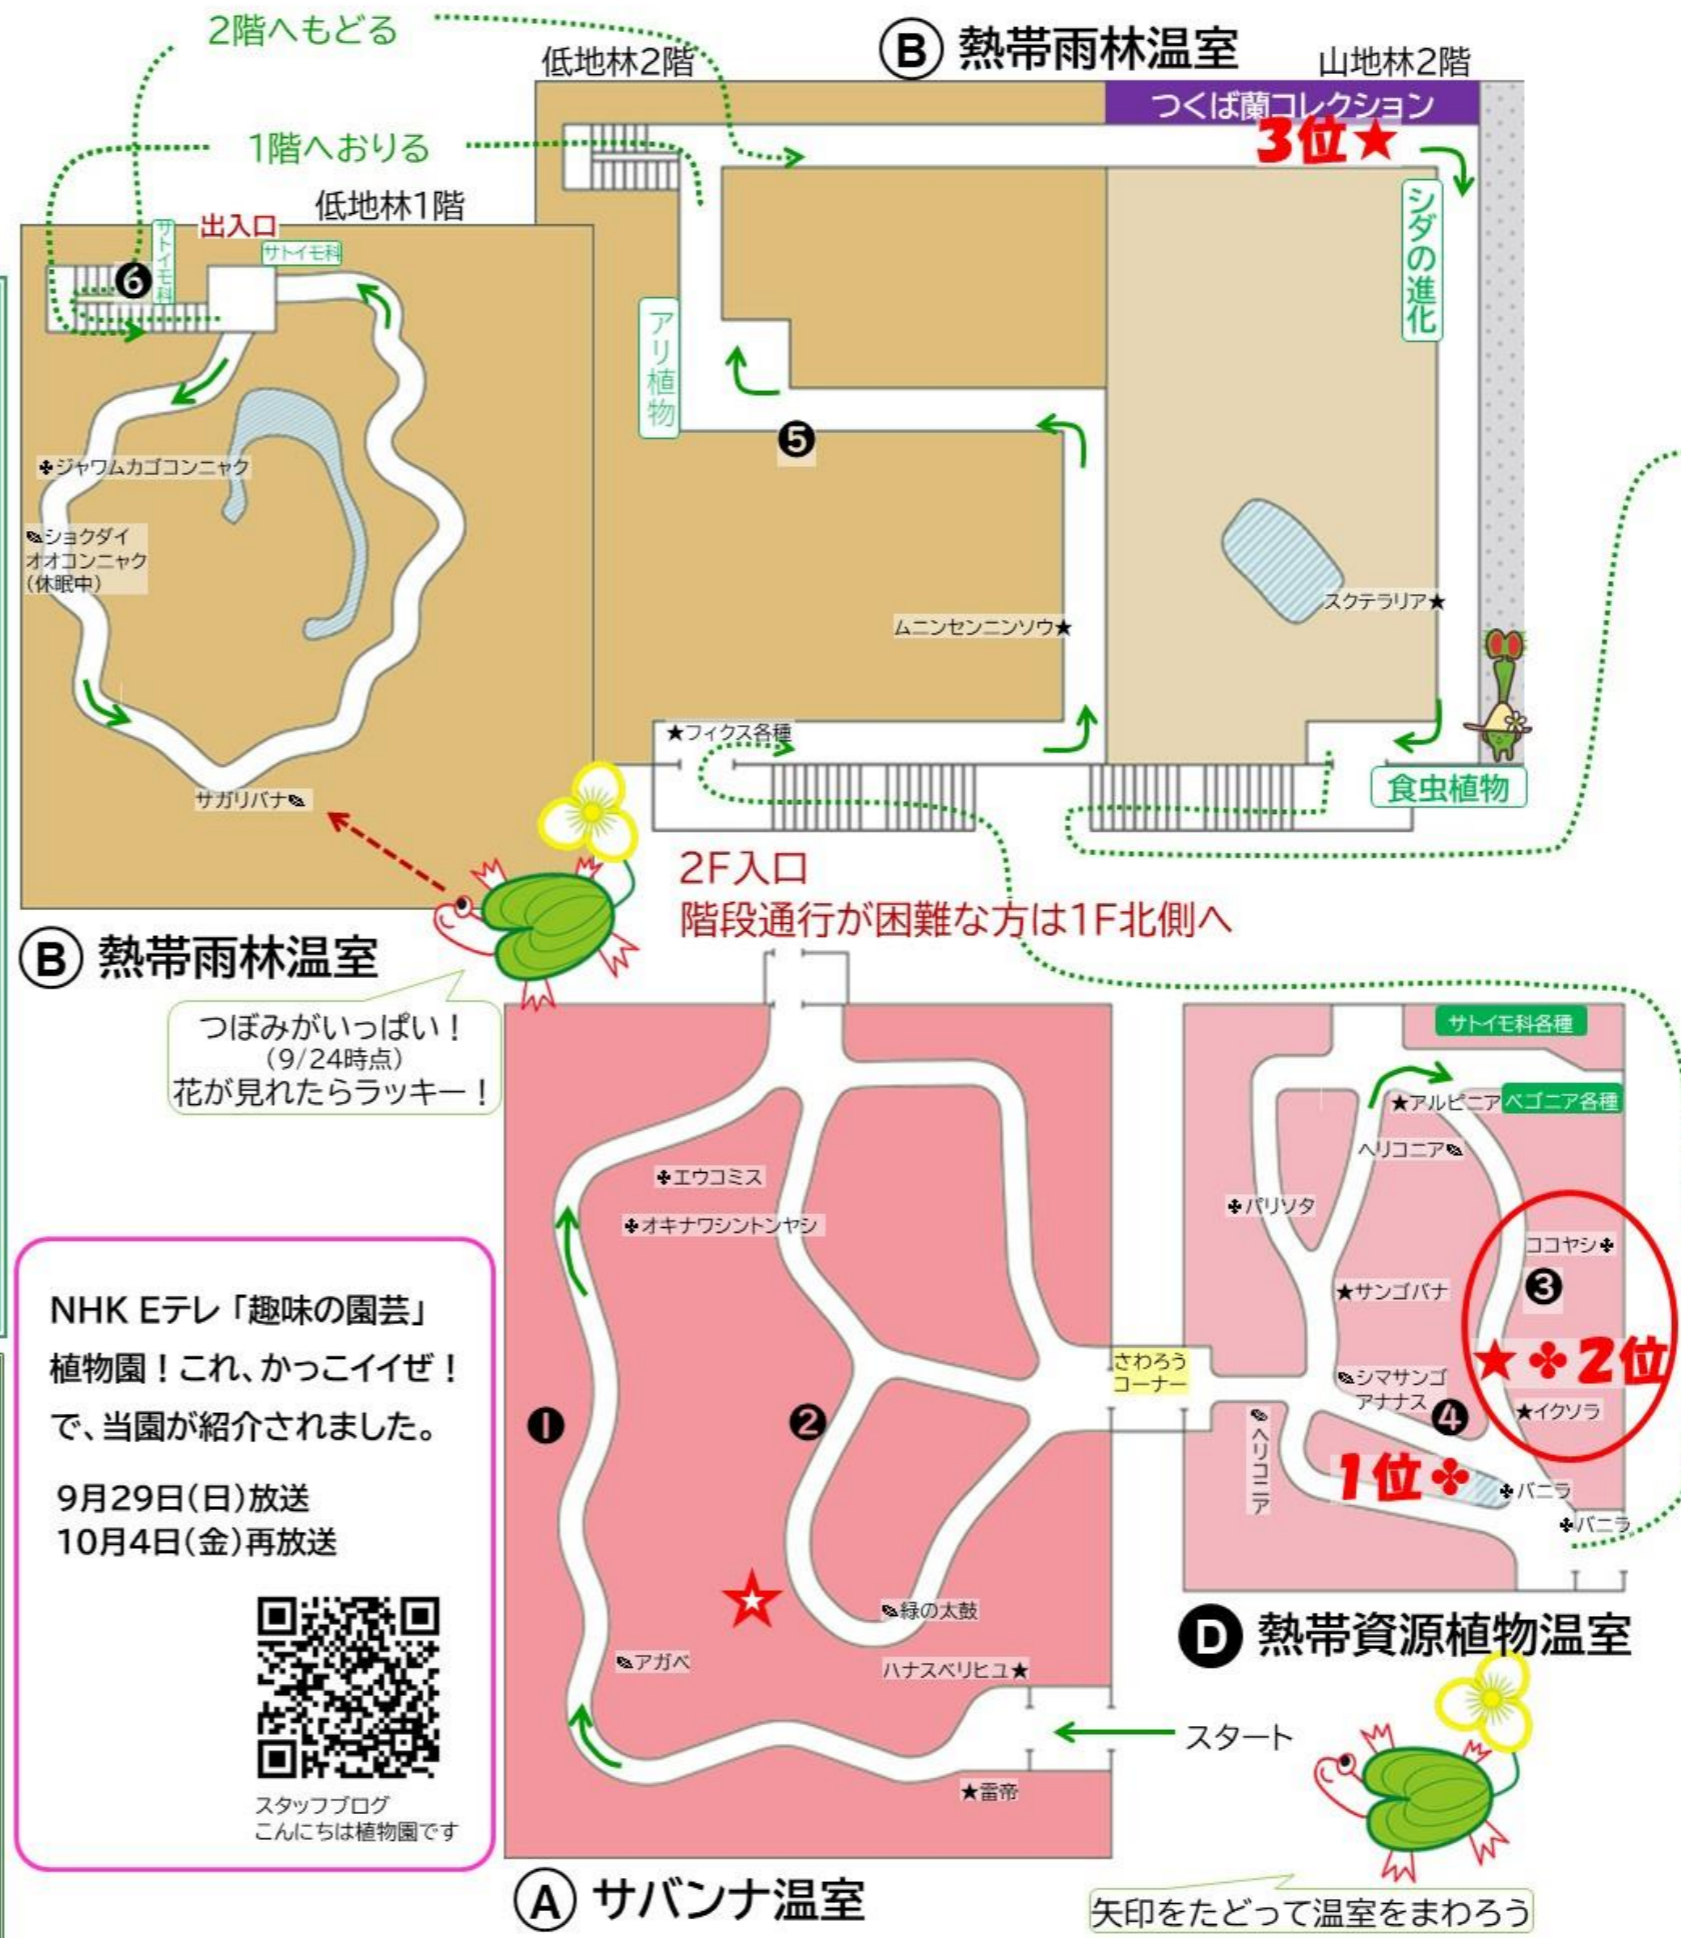 2階へもどる
1階へおりる
低地林2階
Ⓑ 熱帯雨林温室
山地林2階
つくば蘭コレクション
3位★
シダの進化
低地林1階
出入口
サトイモ科
サトイモ科
❻
アリ植物
❺
✤ジャワムカゴコンニャク
ショクダイ
オオコンニャク
(休眠中)
スクテラリア★
ムニンセンニンソウ★
★フィクス各種
サガリバナ
食虫植物
2F入口
階段通行が困難な方は1F北側へ
Ⓑ 熱帯雨林温室
つぼみがいっぱい！
(9/24時点)
花が見れたらラッキー！
サトイモ科各種
★アルピニア
ベゴニア各種
ヘリコニア
✤エウコミス
✤オキナワシントンヤシ
✤パリソタ
ココヤシ✤
❸
★サンゴバナ
★✤2位
さわろう
コーナー
シマサンゴ
アナナス
❹
★イクソラ
ヘリコニア
1位✤
✤バニラ
✤バニラ
❶
❷
緑の太鼓
アガベ
ハナスベリヒユ★
スタート
★雷帝
Ⓐ サバンナ温室
🅓 熱帯資源植物温室
矢印をたどって温室をまわろう
NHK Eテレ「趣味の園芸」
植物園！これ、かっこイイぜ！
で、当園が紹介されました。
9月29日(日)放送
10月4日(金)再放送
スタッフブログ
こんにちは植物園です